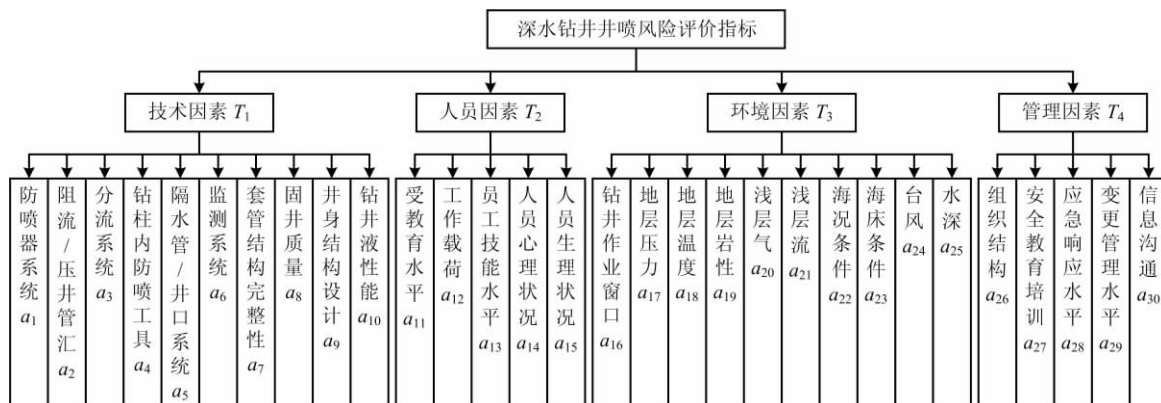 深水钻井井喷风险评价指标
技术因素 T₁
人员因素 T₂
环境因素 T₃
管理因素 T₄
防喷器系统 a₁
阻流/压井管汇 a₂
分流系统 a₃
钻柱内防喷工具 a₄
隔水管/井口系统 a₅
监测系统 a₆
套管结构完整性 a₇
固井质量 a₈
井身结构设计 a₉
钻井液性能 a₁₀
受教育水平 a₁₁
工作载荷 a₁₂
员工技能水平 a₁₃
人员心理状况 a₁₄
人员生理状况 a₁₅
钻井作业窗口 a₁₆
地层压力 a₁₇
地层温度 a₁₈
地层岩性 a₁₉
浅层气 a₂₀
浅层流 a₂₁
海况条件 a₂₂
海床条件 a₂₃
台风 a₂₄
水深 a₂₅
组织结构 a₂₆
安全教育培训 a₂₇
应急响应水平 a₂₈
变更管理水平 a₂₉
信息沟通 a₃₀